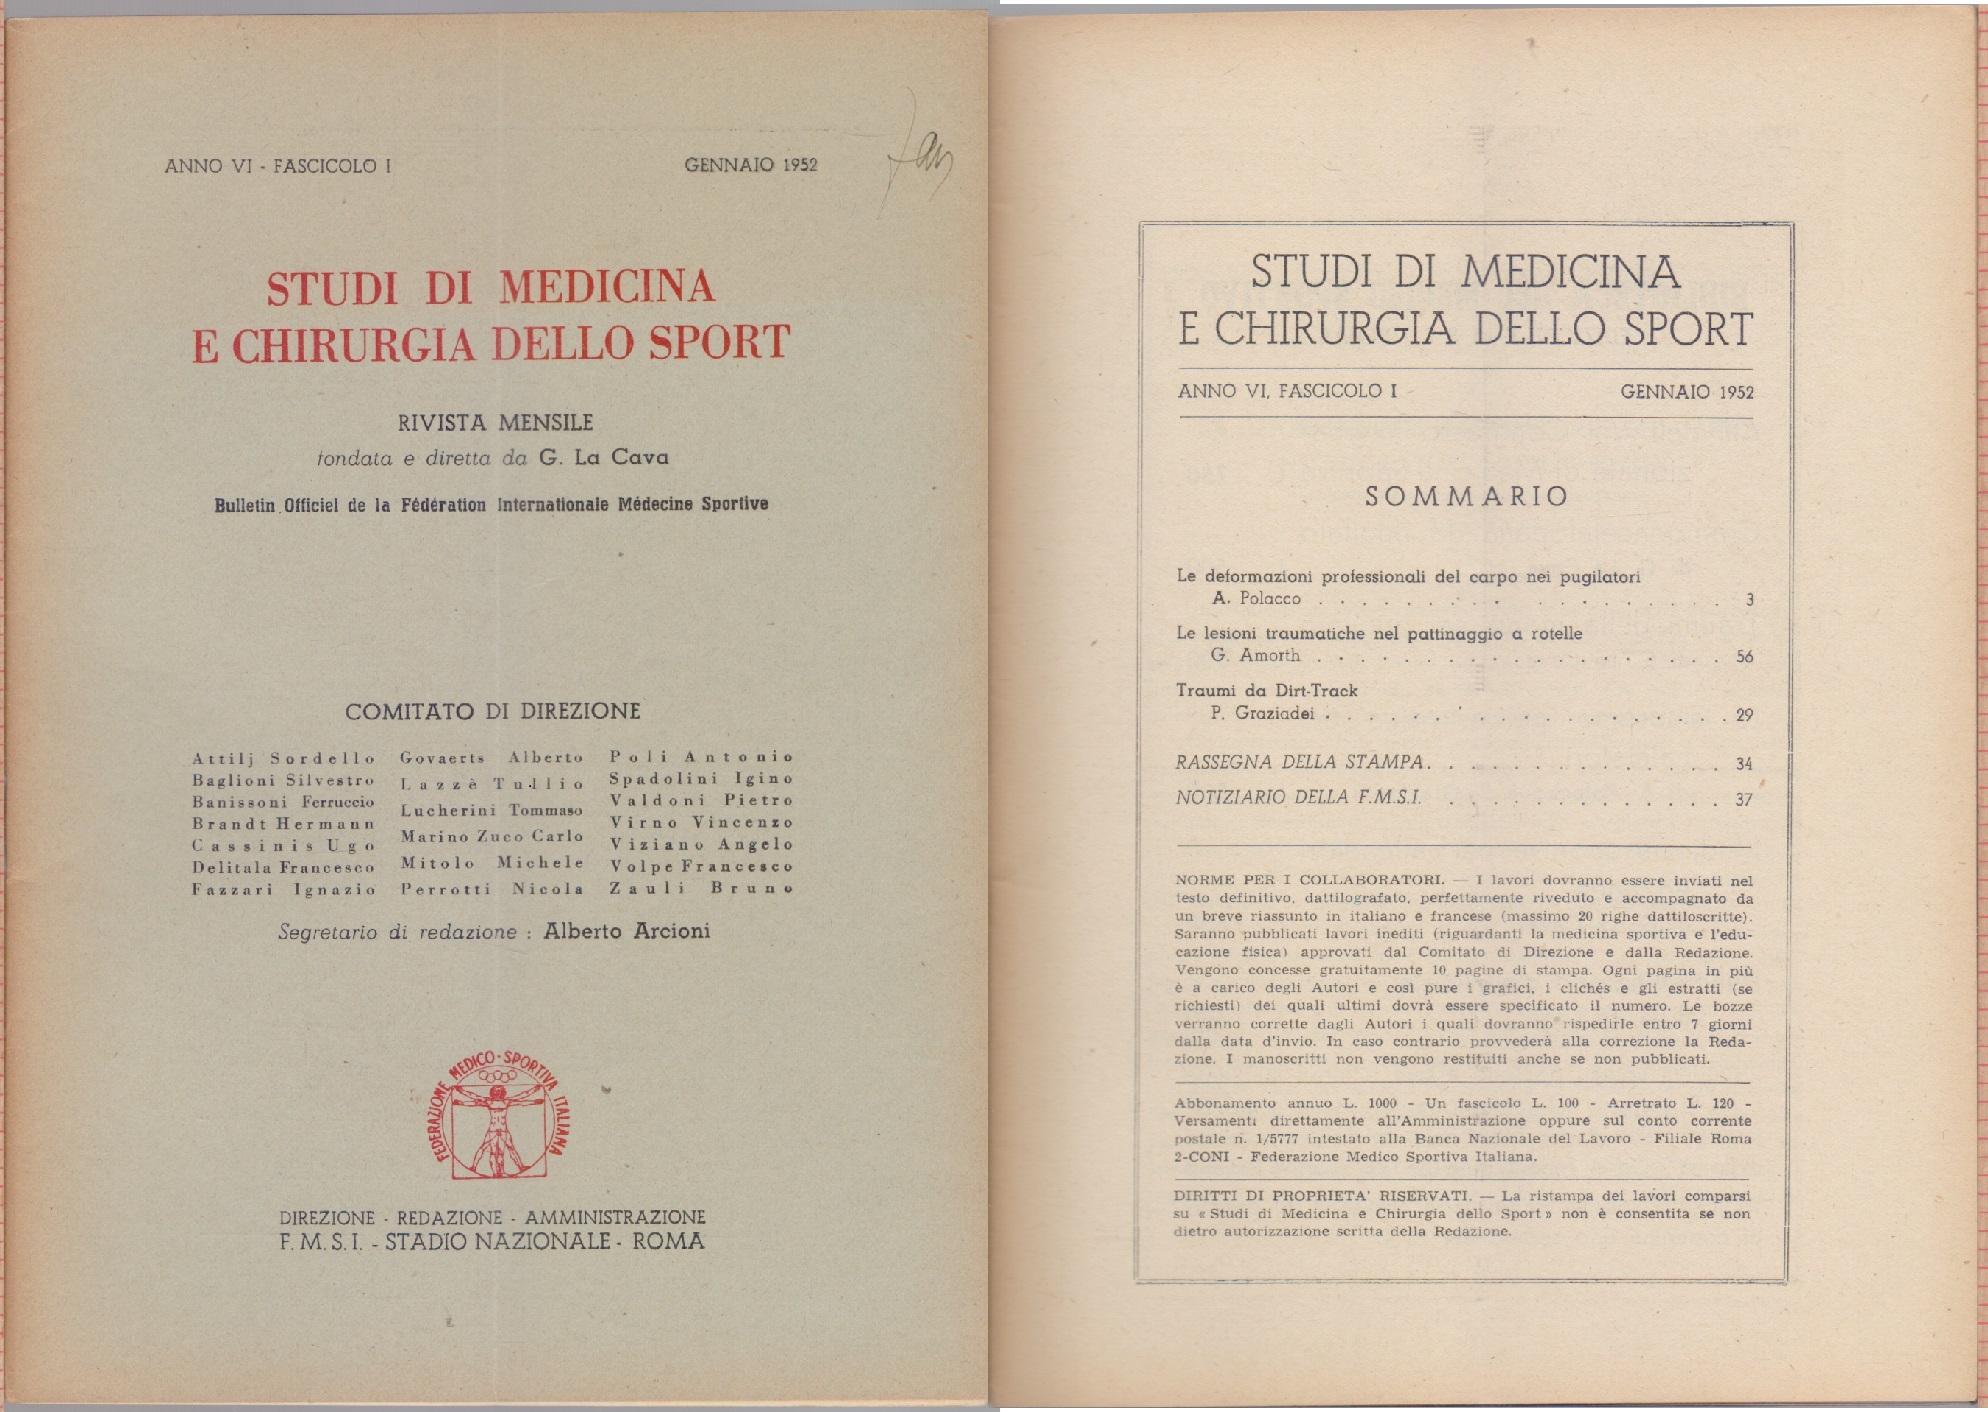 ANNO VI - FASCICOLO I
GENNAIO 1952
STUDI DI MEDICINA
E CHIRURGIA DELLO SPORT
RIVISTA MENSILE
fondata e diretta da G. La Cava
Bulletin Officiel de la Fédération Internationale Médecine Sportive
COMITATO DI DIREZIONE
Attilj Sordello
Baglioni Silvestro
Banissoni Ferruccio
Brandt Hermann
Cassinis Ugo
Delitala Francesco
Fazzari Ignazio
Govaerts Alberto
Lazzè Tullio
Lucherini Tommaso
Marino Zuco Carlo
Mitolo Michele
Perrotti Nicola
Poli Antonio
Spadolini Igino
Valdoni Pietro
Virno Vincenzo
Viziano Angelo
Volpe Francesco
Zauli Bruno
Segretario di redazione : Alberto Arcioni
FEDERAZIONE MEDICO-SPORTIVA ITALIANA
DIREZIONE - REDAZIONE - AMMINISTRAZIONE
F. M. S. I. - STADIO NAZIONALE - ROMA
STUDI DI MEDICINA
E CHIRURGIA DELLO SPORT
ANNO VI, FASCICOLO I GENNAIO 1952
SOMMARIO
Le deformazioni professionali del carpo nei pugilatori
A. Polacco . . . . . . . . . . . . . . . . 3
Le lesioni traumatiche nel pattinaggio a rotelle
G. Amorth . . . . . . . . . . . . . . . . 56
Traumi da Dirt-Track
P. Graziadei . . . . . . . . . . . . . . . . 29
RASSEGNA DELLA STAMPA . . . . . . . . . . . 34
NOTIZIARIO DELLA F.M.S.I. . . . . . . . . . . 37
NORME PER I COLLABORATORI. — I lavori dovranno essere inviati nel
testo definitivo, dattilografato, perfettamente riveduto e accompagnato da
un breve riassunto in italiano e francese (massimo 20 righe dattiloscritte).
Saranno pubblicati lavori inediti (riguardanti la medicina sportiva e l'edu-
cazione fisica) approvati dal Comitato di Direzione e dalla Redazione.
Vengono concesse gratuitamente 10 pagine di stampa. Ogni pagina in più
è a carico degli Autori e così pure i grafici, i clichés e gli estratti (se
richiesti) dei quali ultimi dovrà essere specificato il numero. Le bozze
verranno corrette dagli Autori i quali dovranno rispedirle entro 7 giorni
dalla data d'invio. In caso contrario provvederà alla correzione la Reda-
zione. I manoscritti non vengono restituiti anche se non pubblicati.
Abbonamento annuo L. 1000 - Un fascicolo L. 100 - Arretrato L. 120 -
Versamenti direttamente all'Amministrazione oppure sul conto corrente
postale n. 1/5777 intestato alla Banca Nazionale del Lavoro - Filiale Roma
2-CONI - Federazione Medico Sportiva Italiana.
DIRITTI DI PROPRIETA' RISERVATI. — La ristampa dei lavori comparsi
su « Studi di Medicina e Chirurgia dello Sport » non è consentita se non
dietro autorizzazione scritta della Redazione.